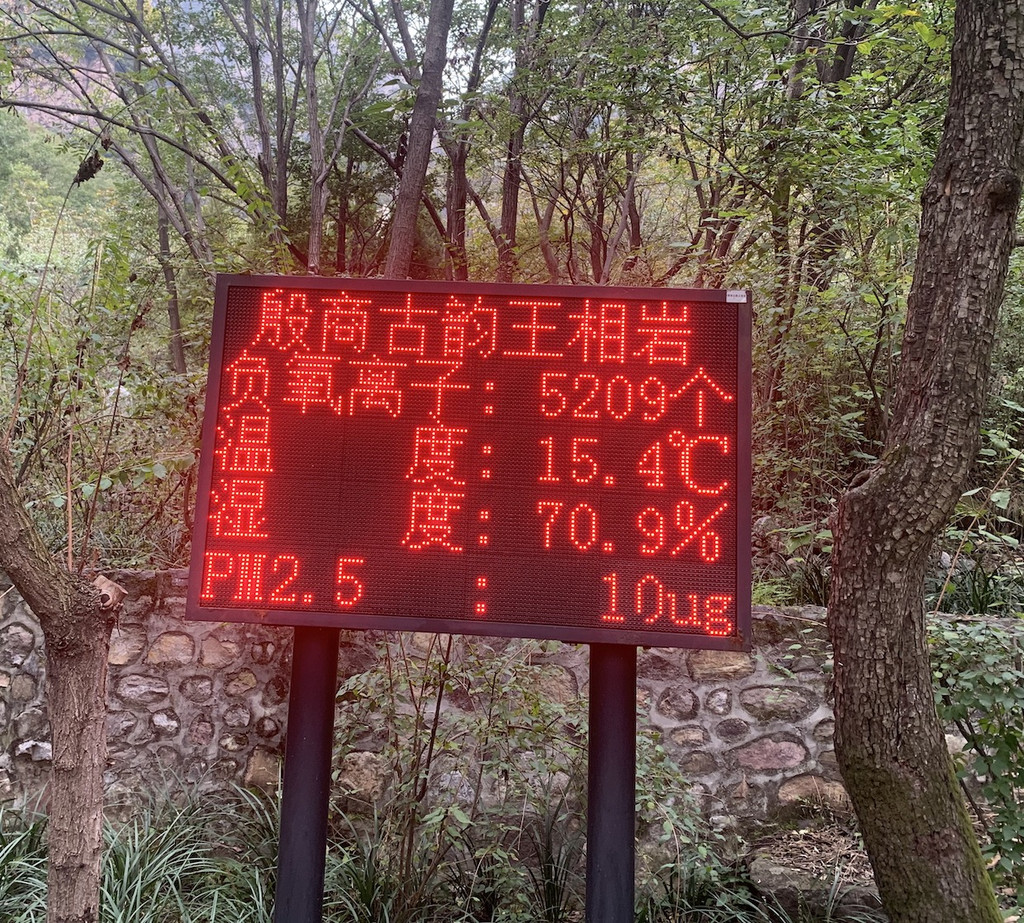 殷商古韵王相岩
负氧离子: 5209个
温 度: 15.4℃
湿 度: 70.9%
PM2.5 : 10ug